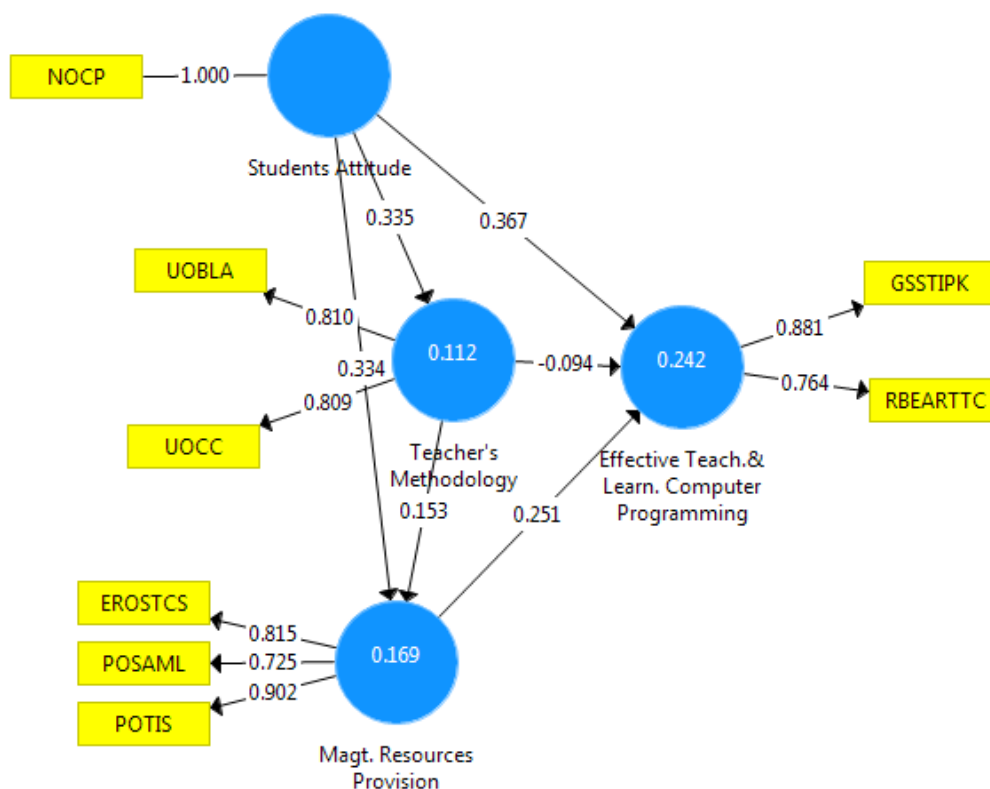 NOCP
1.000
Students Attitude
0.335
0.367
UOBLA
GSSTIPK
0.810
0.881
0.112
0.242
0.334
-0.094
0.764
RBEARTTC
0.809
UOCC
Teacher's
Methodology
Effective Teach.&
Learn. Computer
Programming
0.153
0.251
EROSTCS
0.815
POSAML
0.725
0.169
0.902
POTIS
Magt. Resources
Provision